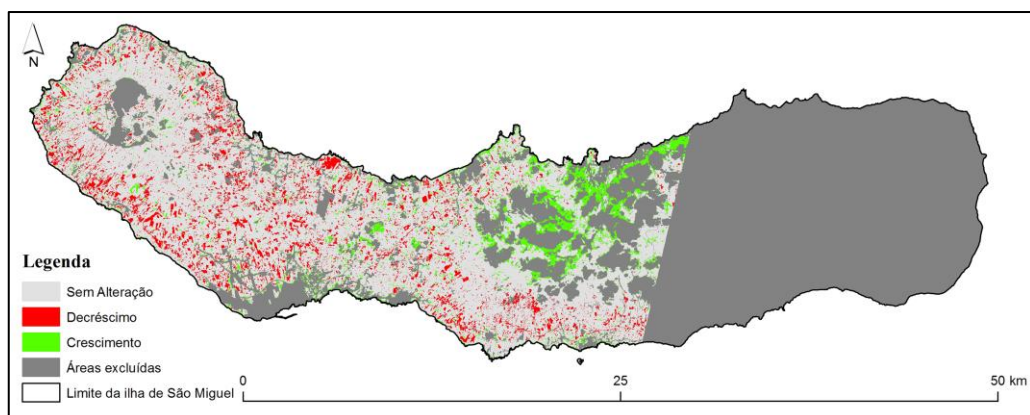 N
Legenda
Sem Alteração
Decréscimo
Crescimento
Áreas excluídas
Limite da ilha de São Miguel
0 25 50 km